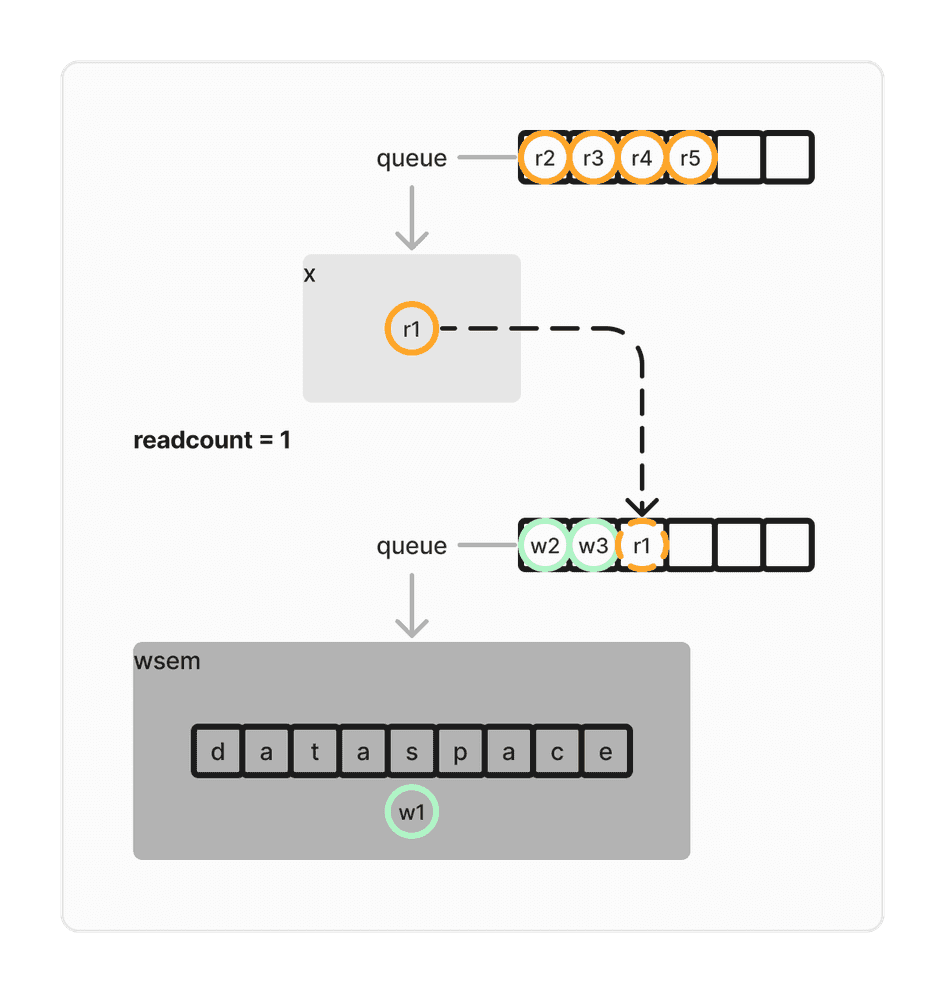 queue r2 r3 r4 r5
x
r1
readcount = 1
queue w2 w3 r1
wsem
d a t a s p a c e
w1